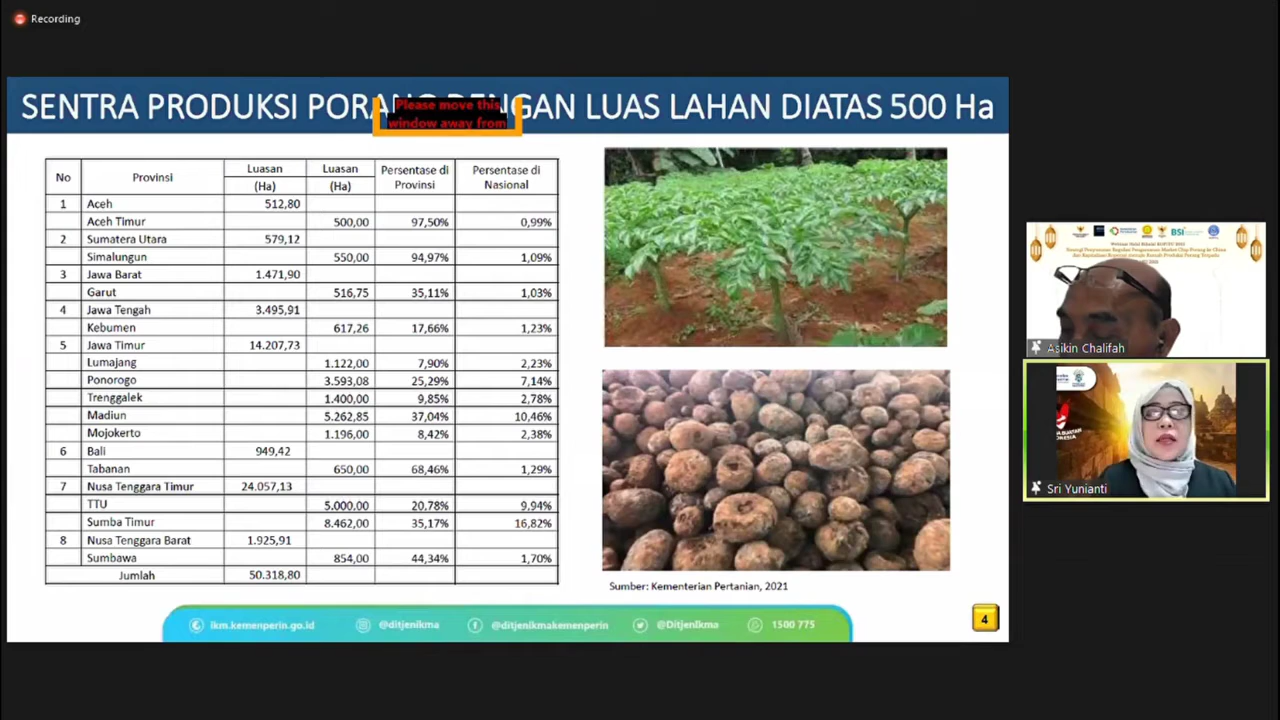 Recording
SENTRA PRODUKSI PORANG DENGAN LUAS LAHAN DIATAS 500 Ha
Please move this
window away from
No Provinsi Luasan (Ha) Luasan (Ha) Persentase di Provinsi Persentase di Nasional
1 Aceh 512,80
Aceh Timur 500,00 97,50% 0,99%
2 Sumatera Utara 579,12
Simalungun 550,00 94,97% 1,09%
3 Jawa Barat 1.471,90
Garut 516,75 35,11% 1,03%
4 Jawa Tengah 3.495,91
Kebumen 617,26 17,66% 1,23%
5 Jawa Timur 14.207,73
Lumajang 1.122,00 7,90% 2,23%
Ponorogo 3.593,08 25,29% 7,14%
Trenggalek 1.400,00 9,85% 2,78%
Madiun 5.262,85 37,04% 10,46%
Mojokerto 1.196,00 8,42% 2,38%
6 Bali 949,42
Tabanan 650,00 68,46% 1,29%
7 Nusa Tenggara Timur 24.057,13
TTU 5.000,00 20,78% 9,94%
Sumba Timur 8.462,00 35,17% 16,82%
8 Nusa Tenggara Barat 1.925,91
Sumbawa 854,00 44,34% 1,70%
Jumlah 50.318,80
Sumber: Kementerian Pertanian, 2021
ikm.kemenperin.go.id @ditjenikma @ditjenikmakemenperin @Ditjenikma 1500 775
4
BSI
Asikin Chalifah
Sri Yunianti